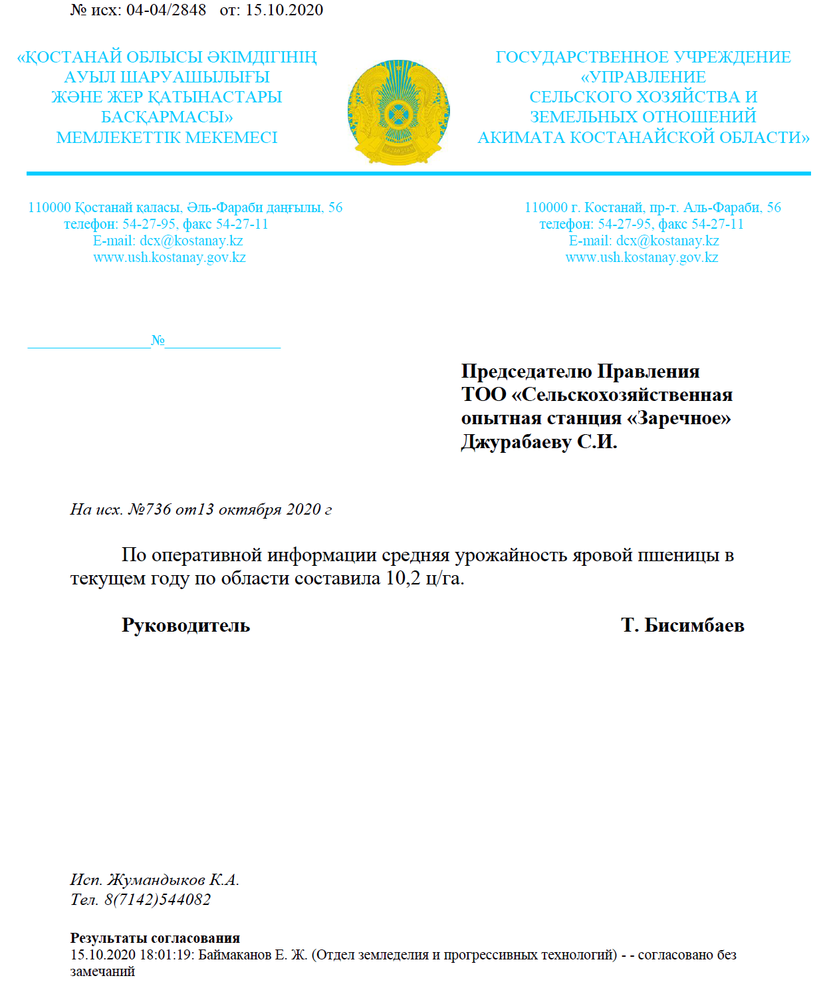 № исх: 04-04/2848 от: 15.10.2020
«ҚОСТАНАЙ ОБЛЫСЫ ӘКІМДІГІНІҢ
АУЫЛ ШАРУАШЫЛЫҒЫ
ЖӘНЕ ЖЕР ҚАТЫНАСТАРЫ
БАСҚАРМАСЫ»
МЕМЛЕКЕТТІК МЕКЕМЕСІ
ГОСУДАРСТВЕННОЕ УЧРЕЖДЕНИЕ
«УПРАВЛЕНИЕ
СЕЛЬСКОГО ХОЗЯЙСТВА И
ЗЕМЕЛЬНЫХ ОТНОШЕНИЙ
АКИМАТА КОСТАНАЙСКОЙ ОБЛАСТИ»
110000 Қостанай қаласы, Әль-Фараби даңғылы, 56
телефон: 54-27-95, факс 54-27-11
E-mail: dcx@kostanay.kz
www.ush.kostanay.gov.kz
110000 г. Костанай, пр-т. Аль-Фараби, 56
телефон: 54-27-95, факс 54-27-11
E-mail: dcx@kostanay.kz
www.ush.kostanay.gov.kz
________________№_______________
Председателю Правления
ТОО «Сельскохозяйственная
опытная станция «Заречное»
Джурабаеву С.И.
На исх. №736 от13 октября 2020 г
По оперативной информации средняя урожайность яровой пшеницы в
текущем году по области составила 10,2 ц/га.
Руководитель Т. Бисимбаев
Исп. Жумандыков К.А.
Тел. 8(7142)544082
Результаты согласования
15.10.2020 18:01:19: Баймаканов Е. Ж. (Отдел земледелия и прогрессивных технологий) - - согласовано без
замечаний